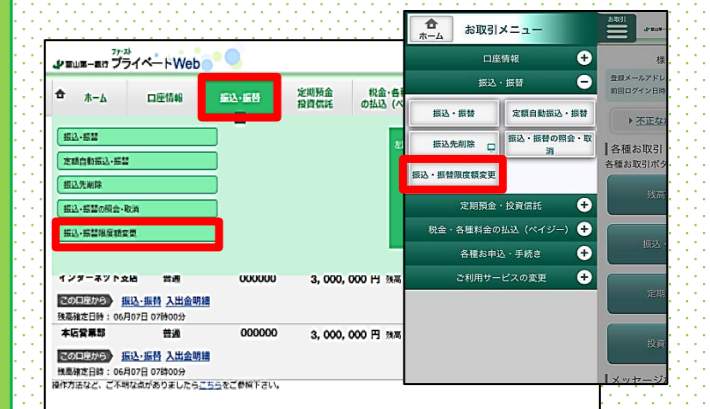 ファースト
富山第一銀行 プライベートWeb
ホーム
口座情報
振込・振替
定期預金
投資信託
税金・各
の払込 (ペ
振込・振替
定額自動振込・振替
振込先削除
振込・振替の照会・取消
振込・振替限度額変更
インターネット支店 普通 000000 3,000,000 円 残高
この口座から 振込・振替 入出金明細
残高確定日時：06月07日 07時00分
本店営業部 普通 000000 3,000,000 円 残高
この口座から 振込・振替 入出金明細
残高確定日時：06月07日 07時00分
操作方法など、ご不明な点がありましたらこちらをご参照下さい。
ホーム
お取引メニュー
口座情報
振込・振替
振込・振替
定額自動振込・振替
振込先削除
振込・振替の照会・取
消
振込・振替限度額変更
定期預金・投資信託
税金・各種料金の払込（ペイジー）
各種お申込・手続き
ご利用サービスの変更
お取引
様
登録メールアドレ
前回ログイン日時
不正な
各種お取引
各種お取引ボタ
残高
振込・
定期
投資
メッセージ